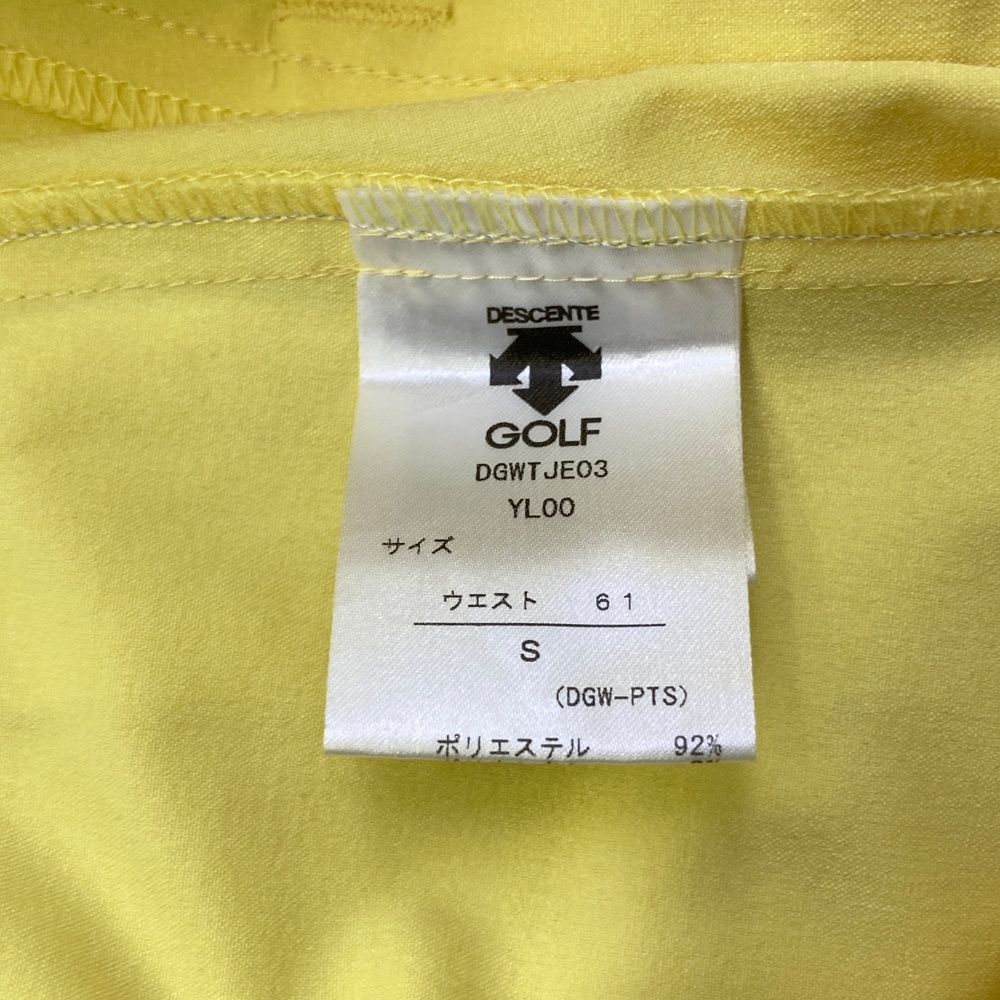 DESCENTE
GOLF
DGWTJE03
YL00
サイズ
ウエスト 61
S
(DGW-PTS)
ポリエステル 92%